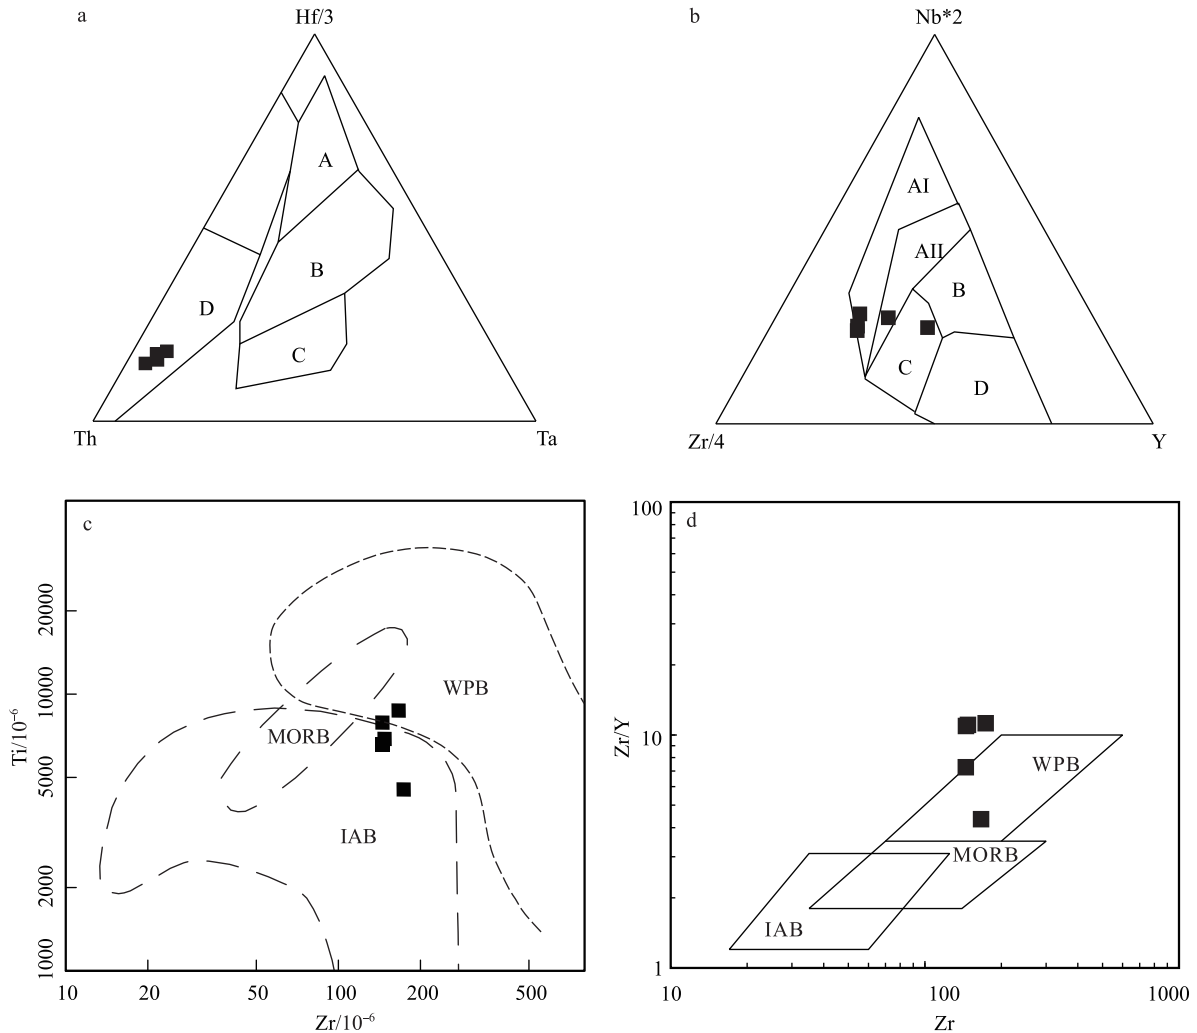 a
Hf/3
A
B
D
C
Th
Ta
b
Nb*2
AI
AII
B
C
D
Zr/4
Y
c
20000
10000
5000
2000
1000
Ti/10⁻⁶
WPB
MORB
IAB
10
20
50
100
200
500
Zr/10⁻⁶
d
100
10
1
Zr/Y
WPB
MORB
IAB
10
100
1000
Zr